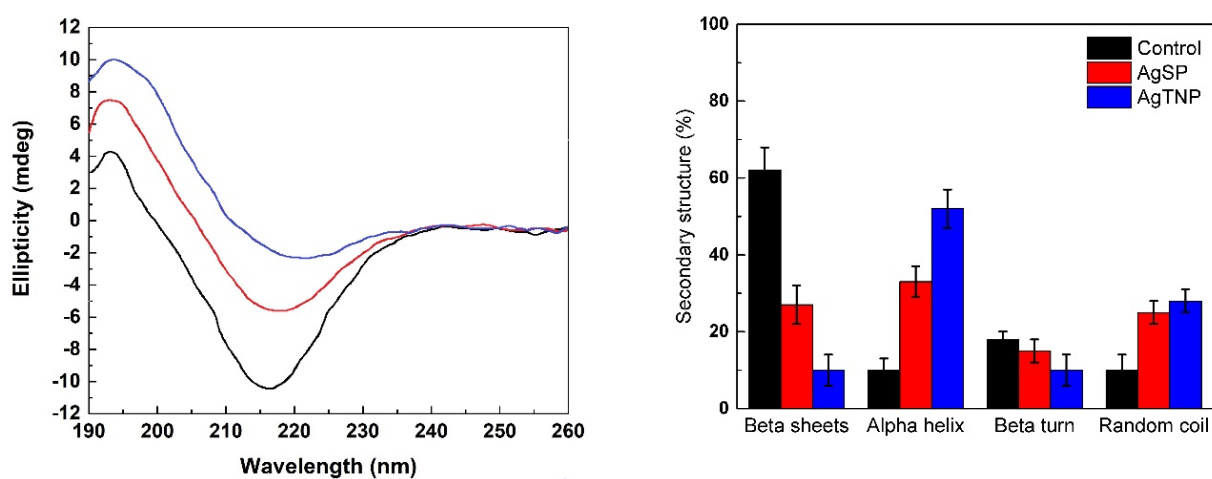 12
10
8
6
4
2
0
-2
-4
-6
-8
-10
-12
Ellipticity (mdeg)
190 200 210 220 230 240 250 260
Wavelength (nm)
100
80
60
40
20
0
Secondary structure (%)
Control
AgSP
AgTNP
Beta sheets Alpha helix Beta turn Random coil